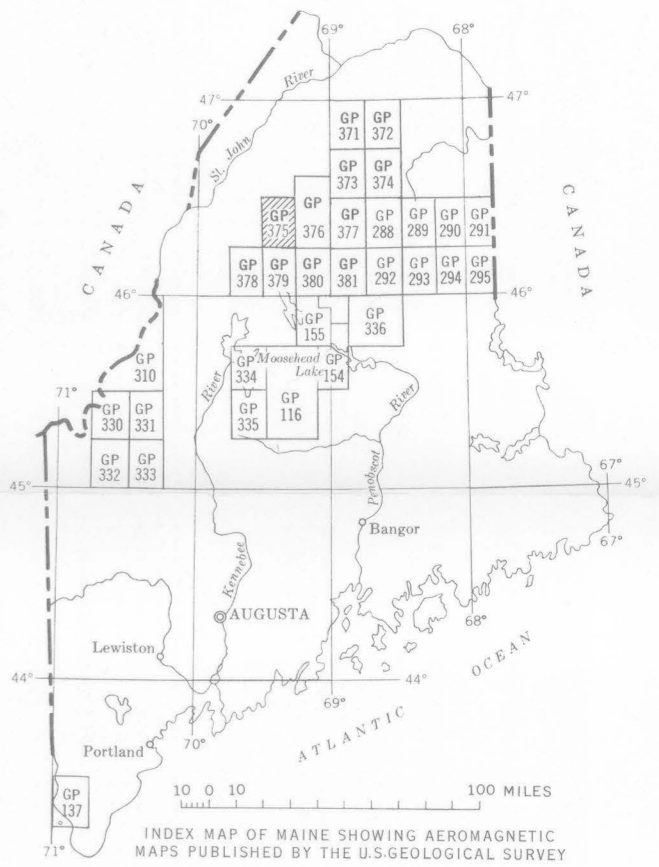 69°
68°
River
47°
47°
70°
GP 371
GP 372
St. John
GP 373
GP 374
CANADA
CANADA
GP 375
GP 376
GP 377
GP 288
GP 289
GP 290
GP 291
GP 378
GP 379
GP 380
GP 381
GP 292
GP 293
GP 294
GP 295
46°
46°
GP 155
GP 336
GP 310
GP 334
Moosehead Lake
GP 154
71°
River
River
GP 330
GP 331
GP 335
GP 116
GP 332
GP 333
67°
45°
45°
Penobscot
Bangor
67°
Kennebec
AUGUSTA
68°
Lewiston
OCEAN
44°
44°
69°
ATLANTIC
Portland
70°
GP 137
10 0 10 100 MILES
71°
INDEX MAP OF MAINE SHOWING AEROMAGNETIC
MAPS PUBLISHED BY THE U.S. GEOLOGICAL SURVEY